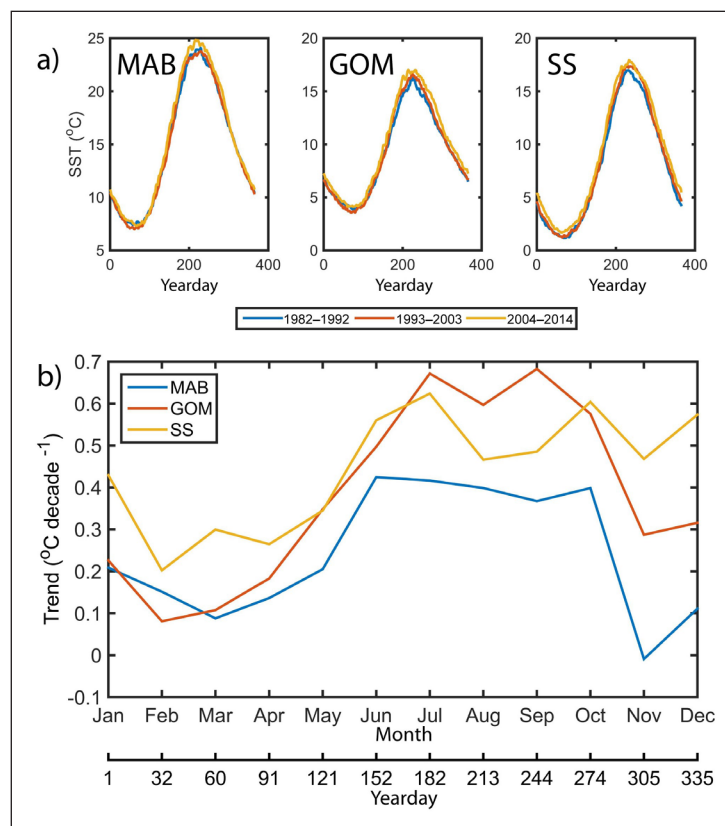 a)
MAB
GOM
SS
SST (°C)
25
20
15
10
5
0
200
400
Yearday
20
15
10
5
0
0
200
400
Yearday
20
15
10
5
0
0
200
400
Yearday
1982–1992
1993–2003
2004–2014
b)
MAB
GOM
SS
Trend (°C decade -1)
0.7
0.6
0.5
0.4
0.3
0.2
0.1
0
-0.1
Jan Feb Mar Apr May Jun Jul Aug Sep Oct Nov Dec
Month
1 32 60 91 121 152 182 213 244 274 305 335
Yearday